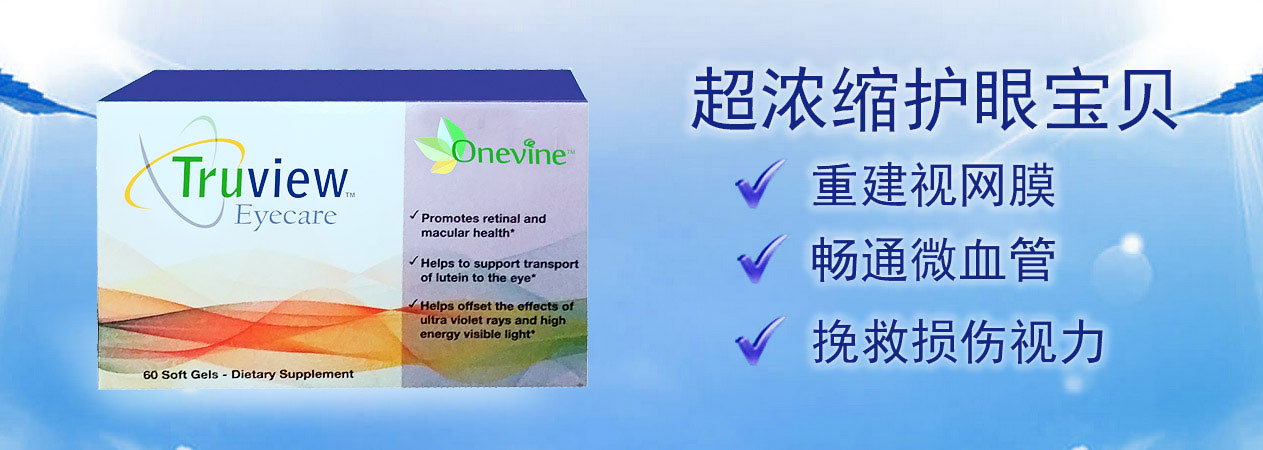 Truview™
Eyecare
Onevine™
✓Promotes retinal and
macular health*
✓Helps to support transport
of lutein to the eye*
✓Helps offset the effects of
ultra violet rays and high
energy visible light*
60 Soft Gels - Dietary Supplement
超浓缩护眼宝贝
✓ 重建视网膜
✓ 畅通微血管
✓ 挽救损伤视力